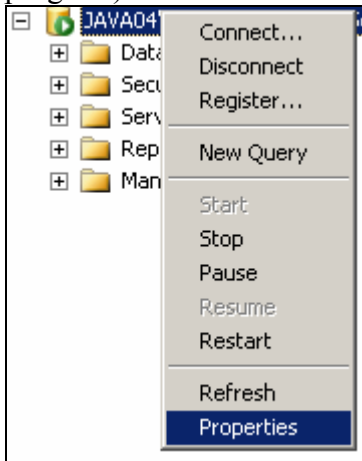 JAVA04
Data
Secu
Serv
Rep
Man
Connect...
Disconnect
Register...
New Query
Start
Stop
Pause
Resume
Restart
Refresh
Properties